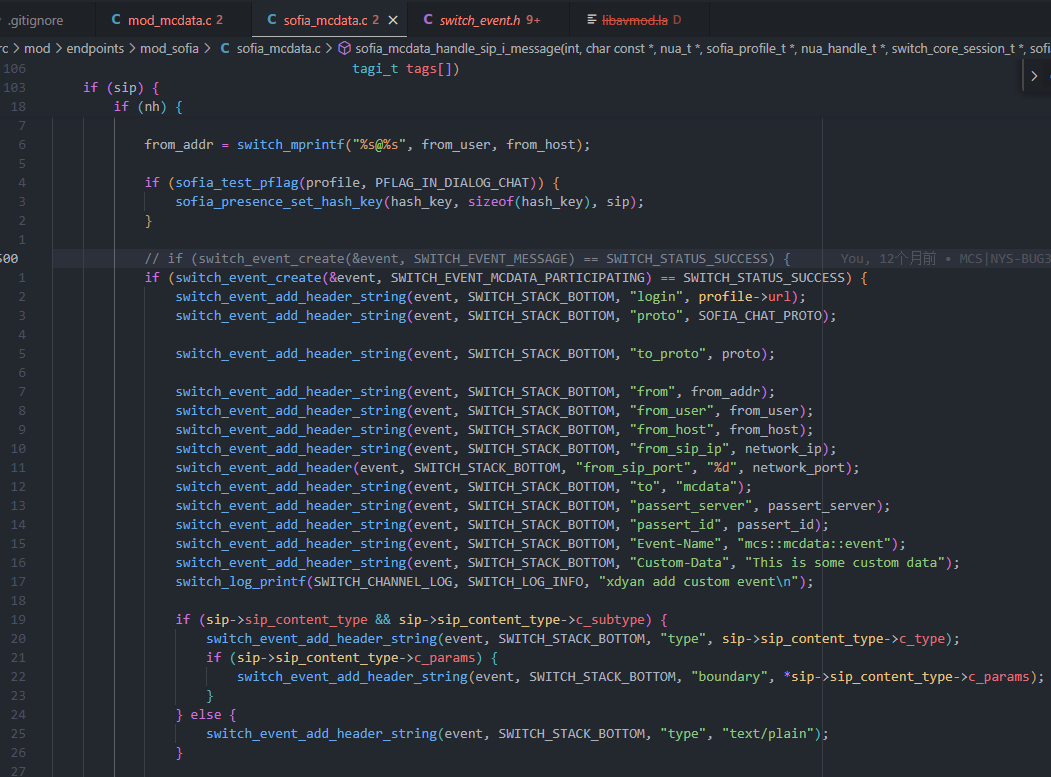 .gitignore
C mod_mcdata.c 2
C sofia_mcdata.c 2 ×
C switch_event.h 9+
libavmod.la D
rc > mod > endpoints > mod_sofia > C sofia_mcdata.c > sofia_mcdata_handle_sip_i_message(int, char const *, nua_t *, sofia_profile_t *, nua_handle_t *, switch_core_session_t *, sofi
106 tagi_t tags[])
103 if (sip) {
18 if (nh) {
7
6 from_addr = switch_mprintf("%s@%s", from_user, from_host);
5
4 if (sofia_test_pflag(profile, PFLAG_IN_DIALOG_CHAT)) {
3 sofia_presence_set_hash_key(hash_key, sizeof(hash_key), sip);
2 }
1
500 // if (switch_event_create(&event, SWITCH_EVENT_MESSAGE) == SWITCH_STATUS_SUCCESS) { You, 12个月前 • MCS|NYS-BUG3
1 if (switch_event_create(&event, SWITCH_EVENT_MCDATA_PARTICIPATING) == SWITCH_STATUS_SUCCESS) {
2 switch_event_add_header_string(event, SWITCH_STACK_BOTTOM, "login", profile->url);
3 switch_event_add_header_string(event, SWITCH_STACK_BOTTOM, "proto", SOFIA_CHAT_PROTO);
4
5 switch_event_add_header_string(event, SWITCH_STACK_BOTTOM, "to_proto", proto);
6
7 switch_event_add_header_string(event, SWITCH_STACK_BOTTOM, "from", from_addr);
8 switch_event_add_header_string(event, SWITCH_STACK_BOTTOM, "from_user", from_user);
9 switch_event_add_header_string(event, SWITCH_STACK_BOTTOM, "from_host", from_host);
10 switch_event_add_header_string(event, SWITCH_STACK_BOTTOM, "from_sip_ip", network_ip);
11 switch_event_add_header(event, SWITCH_STACK_BOTTOM, "from_sip_port", "%d", network_port);
12 switch_event_add_header_string(event, SWITCH_STACK_BOTTOM, "to", "mcdata");
13 switch_event_add_header_string(event, SWITCH_STACK_BOTTOM, "passert_server", passert_server);
14 switch_event_add_header_string(event, SWITCH_STACK_BOTTOM, "passert_id", passert_id);
15 switch_event_add_header_string(event, SWITCH_STACK_BOTTOM, "Event-Name", "mcs::mcdata::event");
16 switch_event_add_header_string(event, SWITCH_STACK_BOTTOM, "Custom-Data", "This is some custom data");
17 switch_log_printf(SWITCH_CHANNEL_LOG, SWITCH_LOG_INFO, "xdyan add custom event\n");
18
19 if (sip->sip_content_type && sip->sip_content_type->c_subtype) {
20 switch_event_add_header_string(event, SWITCH_STACK_BOTTOM, "type", sip->sip_content_type->c_type);
21 if (sip->sip_content_type->c_params) {
22 switch_event_add_header_string(event, SWITCH_STACK_BOTTOM, "boundary", *sip->sip_content_type->c_params);
23 }
24 } else {
25 switch_event_add_header_string(event, SWITCH_STACK_BOTTOM, "type", "text/plain");
26 }
27